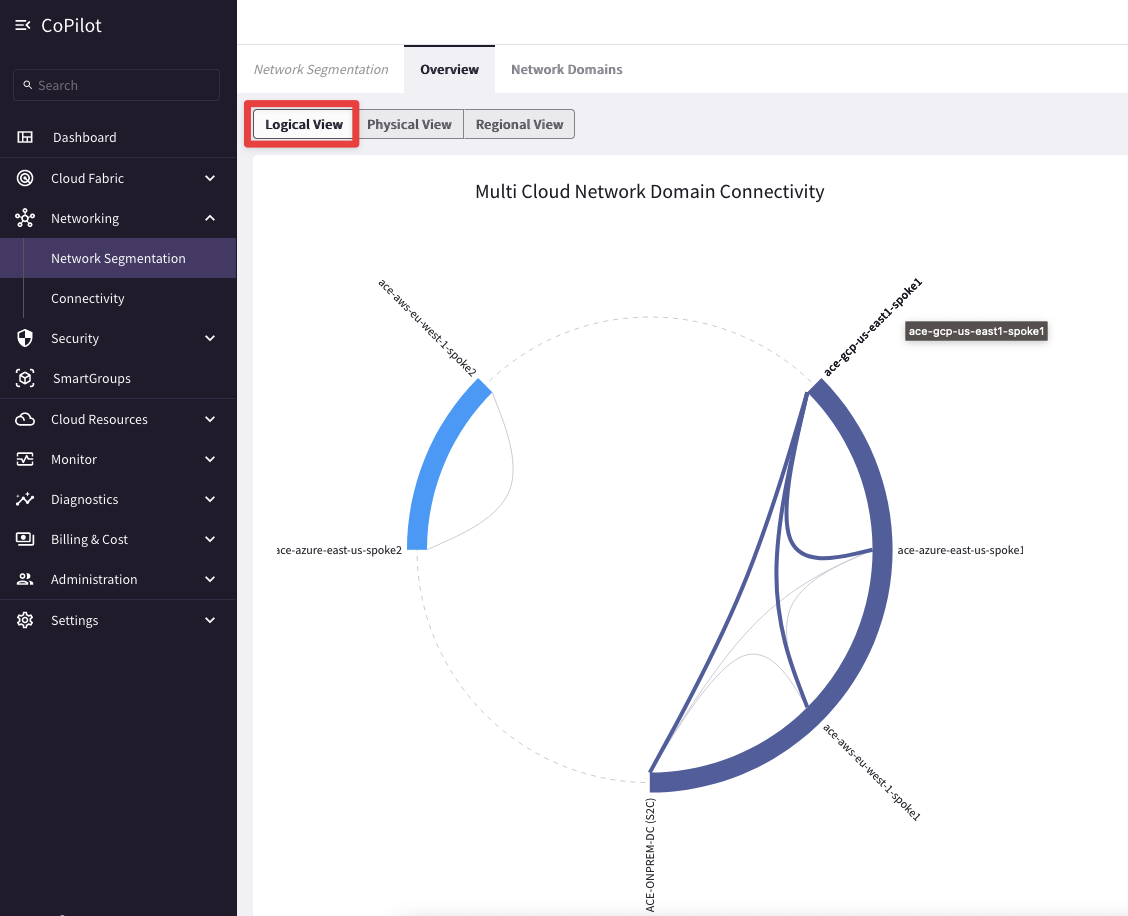 CoPilot
Search
Dashboard
Cloud Fabric
Networking
Network Segmentation
Connectivity
Security
SmartGroups
Cloud Resources
Monitor
Diagnostics
Billing & Cost
Administration
Settings
Network Segmentation Overview Network Domains
Logical View Physical View Regional View
Multi Cloud Network Domain Connectivity
ace-aws-eu-west-1-spoke2
ace-gcp-us-east1-spoke1
ace-gcp-us-east1-spoke1
ace-azure-east-us-spoke2
ace-azure-east-us-spoke1
ace-aws-eu-west-1-spoke1
ACE-ONPREM-DC (S2C)